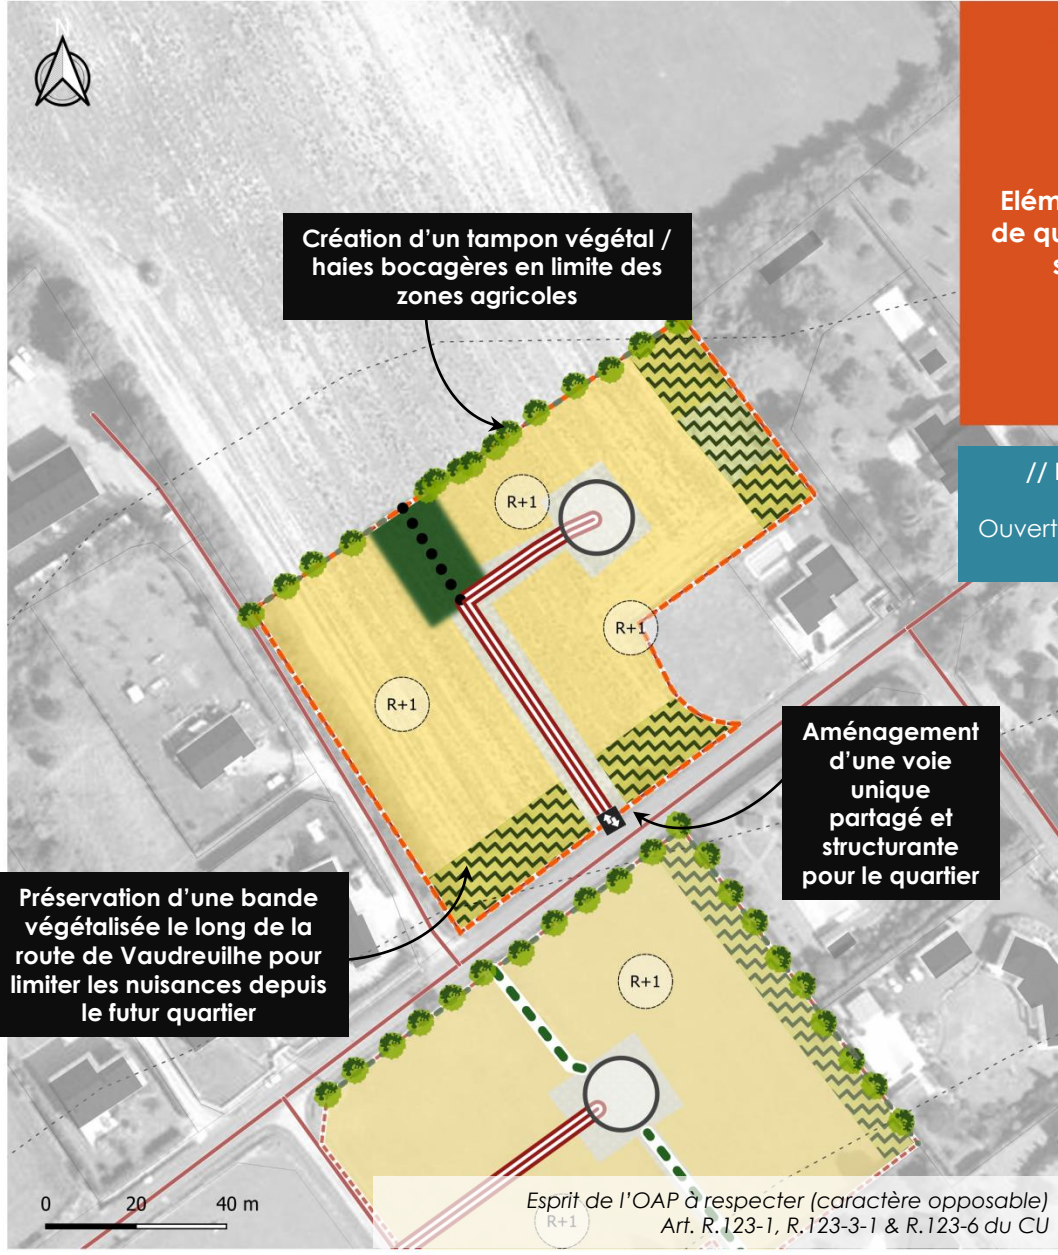 Elém
de qu
s
Création d'un tampon végétal /
haies bocagères en limite des
zones agricoles
// 
Ouvert
R+1
R+1
R+1
Aménagement
d'une voie
unique
partagé et
structurante
pour le quartier
Préservation d'une bande
végétalisée le long de la
route de Vaudreuilhe pour
limiter les nuisances depuis
le futur quartier
R+1
R+1
0 20 40 m
Esprit de l'OAP à respecter (caractère opposable)
Art. R.123-1, R.123-3-1 & R.123-6 du CU